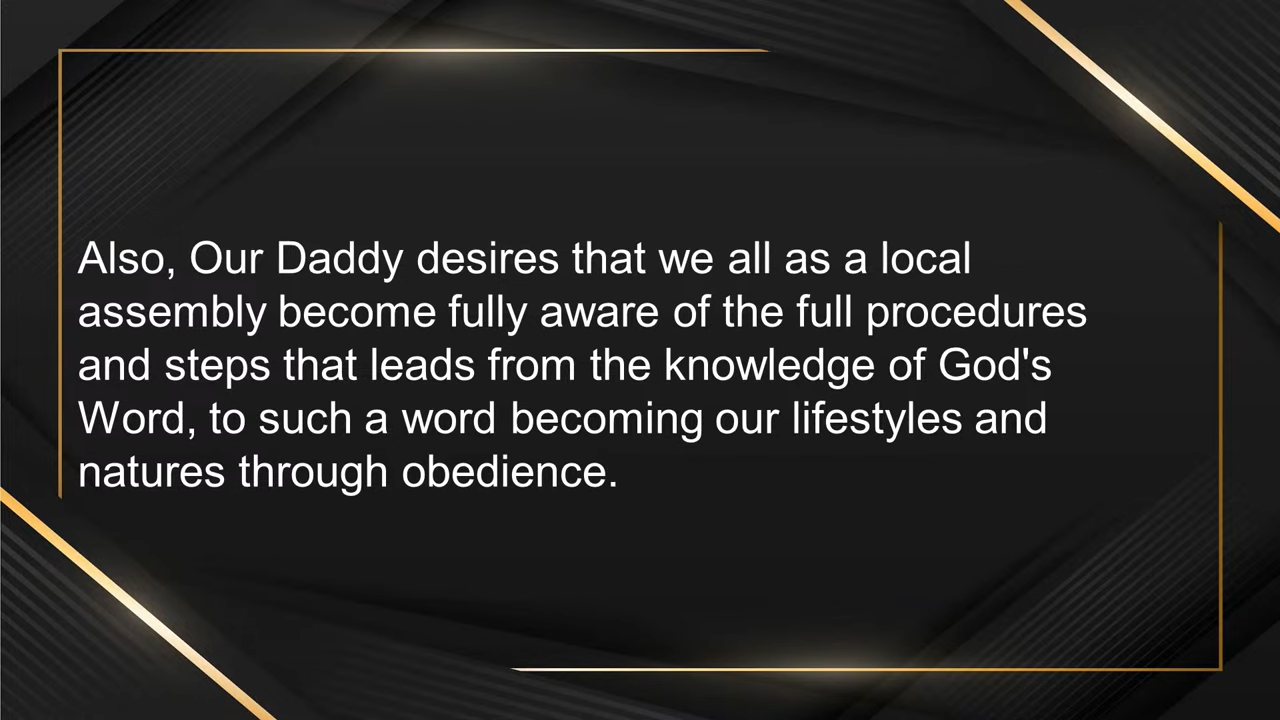 Also, Our Daddy desires that we all as a local
assembly become fully aware of the full procedures
and steps that leads from the knowledge of God's
Word, to such a word becoming our lifestyles and
natures through obedience.